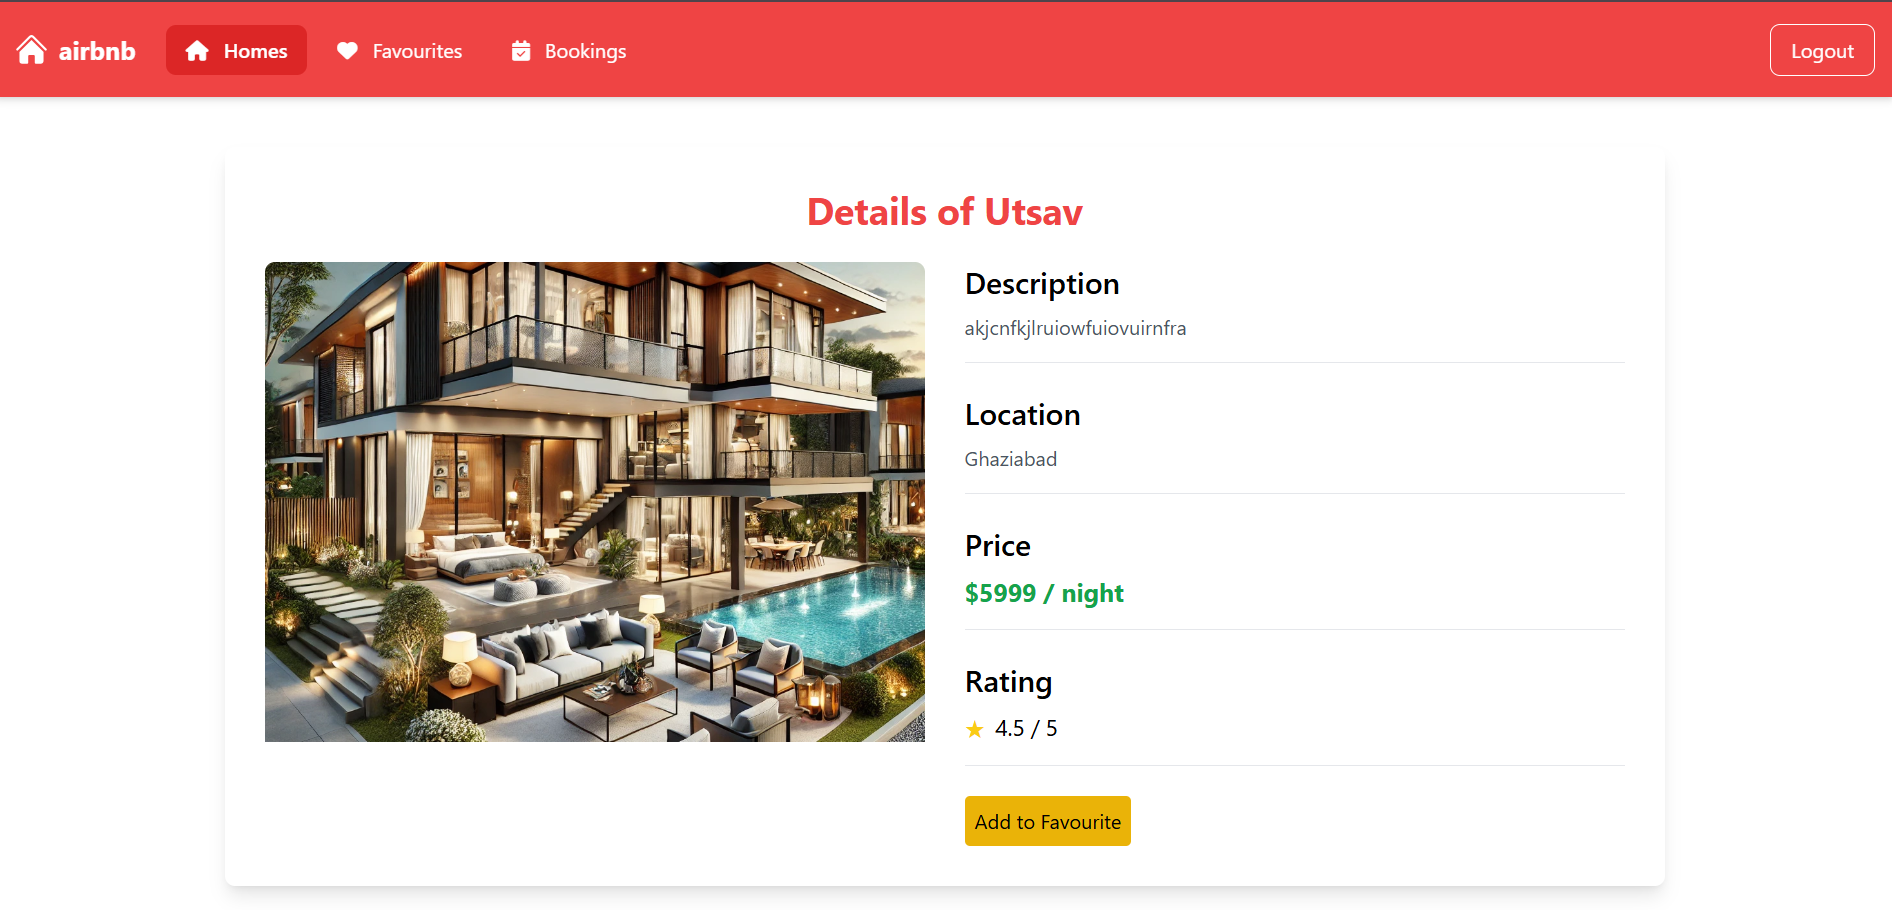 airbnb Homes Favourites Bookings Logout
Details of Utsav
Description
akjcnfkjlruiowfuiovuirnfra
Location
Ghaziabad
Price
$5999 / night
Rating
★ 4.5 / 5
Add to Favourite